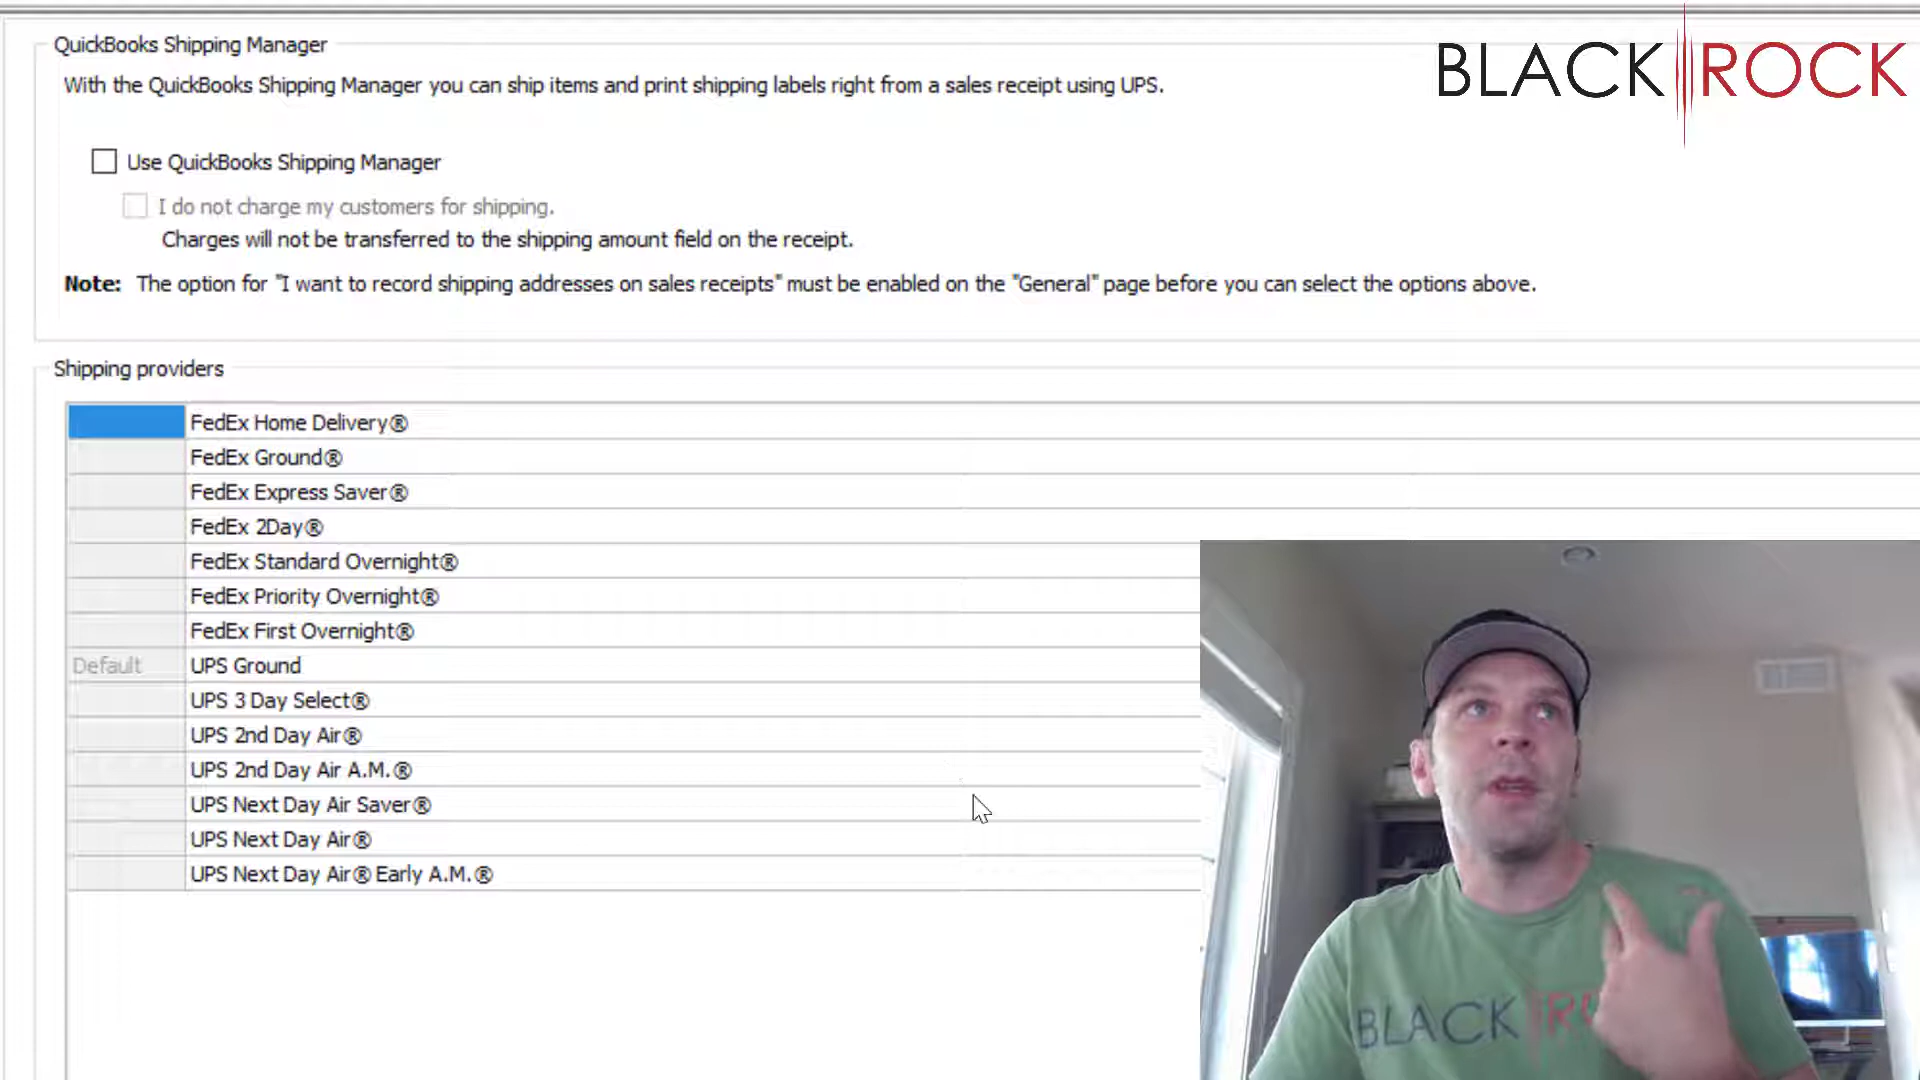 QuickBooks Shipping Manager
BLACK ROCK
With the QuickBooks Shipping Manager you can ship items and print shipping labels right from a sales receipt using UPS.
Use QuickBooks Shipping Manager
I do not charge my customers for shipping.
Charges will not be transferred to the shipping amount field on the receipt.
Note: The option for "I want to record shipping addresses on sales receipts" must be enabled on the "General" page before you can select the options above.
Shipping providers
FedEx Home Delivery®
FedEx Ground®
FedEx Express Saver®
FedEx 2Day®
FedEx Standard Overnight®
FedEx Priority Overnight®
FedEx First Overnight®
Default UPS Ground
UPS 3 Day Select®
UPS 2nd Day Air®
UPS 2nd Day Air A.M.®
UPS Next Day Air Saver®
UPS Next Day Air®
UPS Next Day Air® Early A.M.®
BLACK